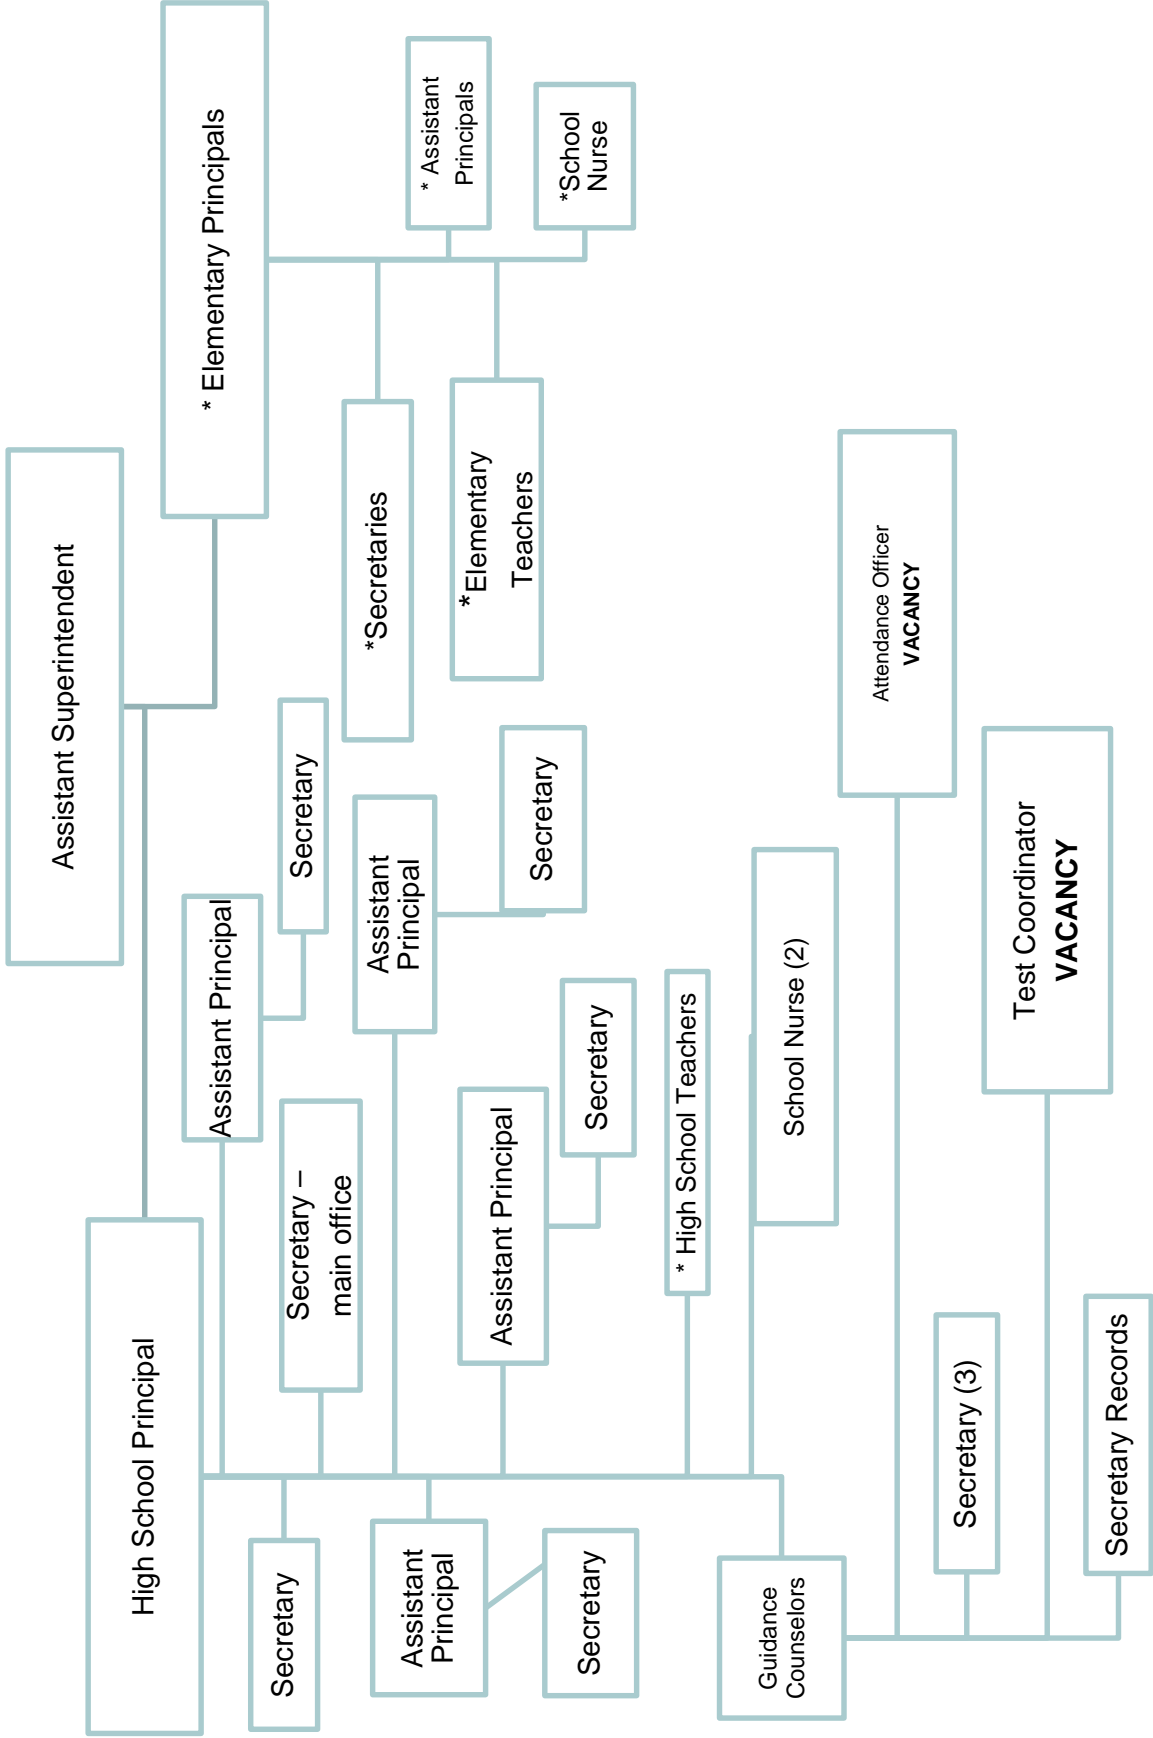 Assistant Superintendent
High School Principal
* Elementary Principals
Assistant Principal
Secretary
Secretary
Secretary –
main office
*Secretaries
* Assistant
Principals
Assistant
Principal
Assistant
Principal
*Elementary
Teachers
Secretary
*School
Nurse
Assistant Principal
Secretary
Secretary
* High School Teachers
Guidance
Counselors
School Nurse (2)
Attendance Officer
VACANCY
Secretary (3)
Test Coordinator
VACANCY
Secretary Records